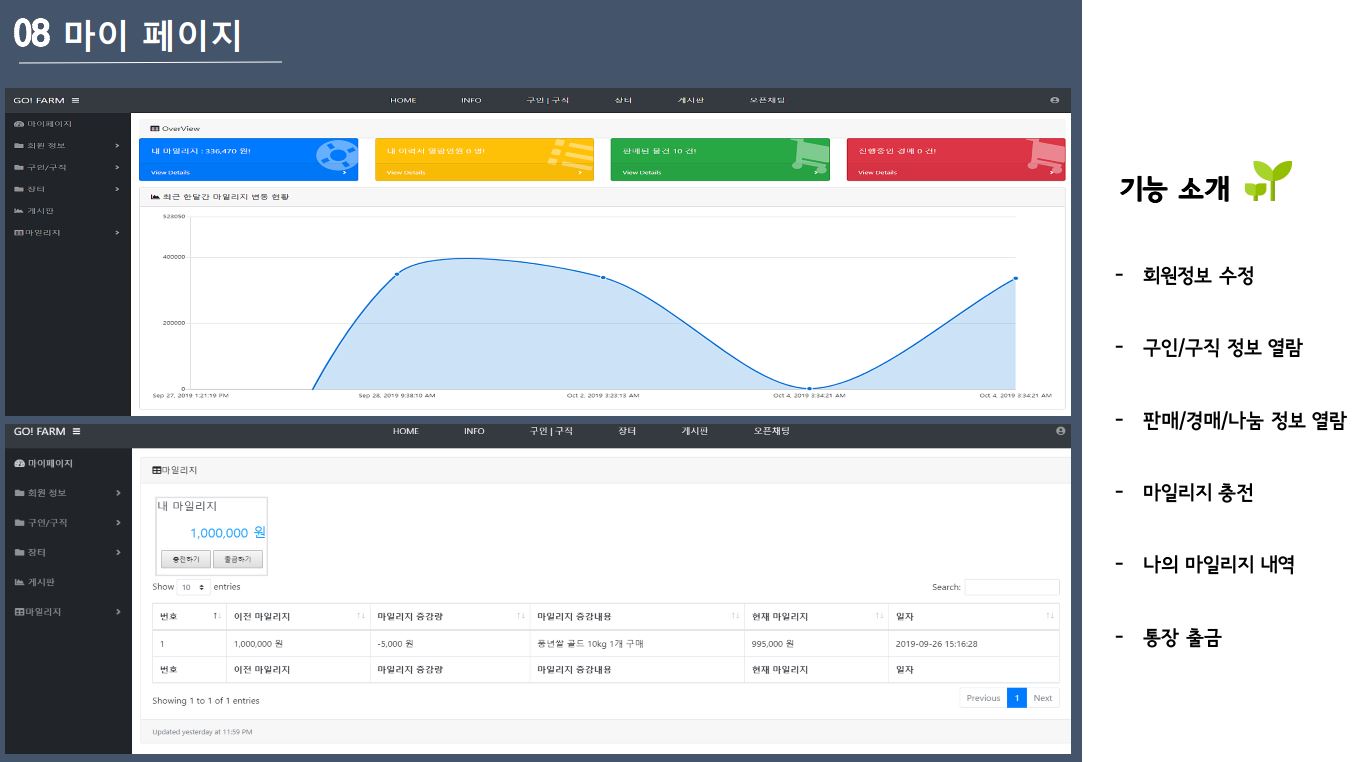 08 마이 페이지
GO! FARM
HOME INFO 구인 | 구직 장터 게시판 오픈채팅
마이페이지
회원 정보
구인/구직
장터
게시판
마일리지
OverView
내 마일리지 : 336,470 원!
View Details
내 이력서 열람인원 0 명!
View Details
판매된 물건 10 건!
View Details
진행중인 경매 0 건!
View Details
최근 한달간 마일리지 변동 현황
523050
400000
200000
0
Sep 27, 2019 1:21:19 PM Sep 28, 2019 9:38:10 AM Oct 2, 2019 3:23:13 AM Oct 4, 2019 3:34:21 AM Oct 4, 2019 3:34:21 AM
GO! FARM
HOME INFO 구인 | 구직 장터 게시판 오픈채팅
마이페이지
회원 정보
구인/구직
장터
게시판
마일리지
마일리지
내 마일리지
1,000,000 원
충전하기 출금하기
Show 10 entries
Search:
번호 이전 마일리지 마일리지 증감량 마일리지 증감내용 현재 마일리지 일자
1 1,000,000 원 -5,000 원 풍년쌀 골드 10kg 1개 구매 995,000 원 2019-09-26 15:16:28
번호 이전 마일리지 마일리지 증감량 마일리지 증감내용 현재 마일리지 일자
Showing 1 to 1 of 1 entries
Previous 1 Next
Updated yesterday at 11:59 PM
기능 소개
- 회원정보 수정
- 구인/구직 정보 열람
- 판매/경매/나눔 정보 열람
- 마일리지 충전
- 나의 마일리지 내역
- 통장 출금